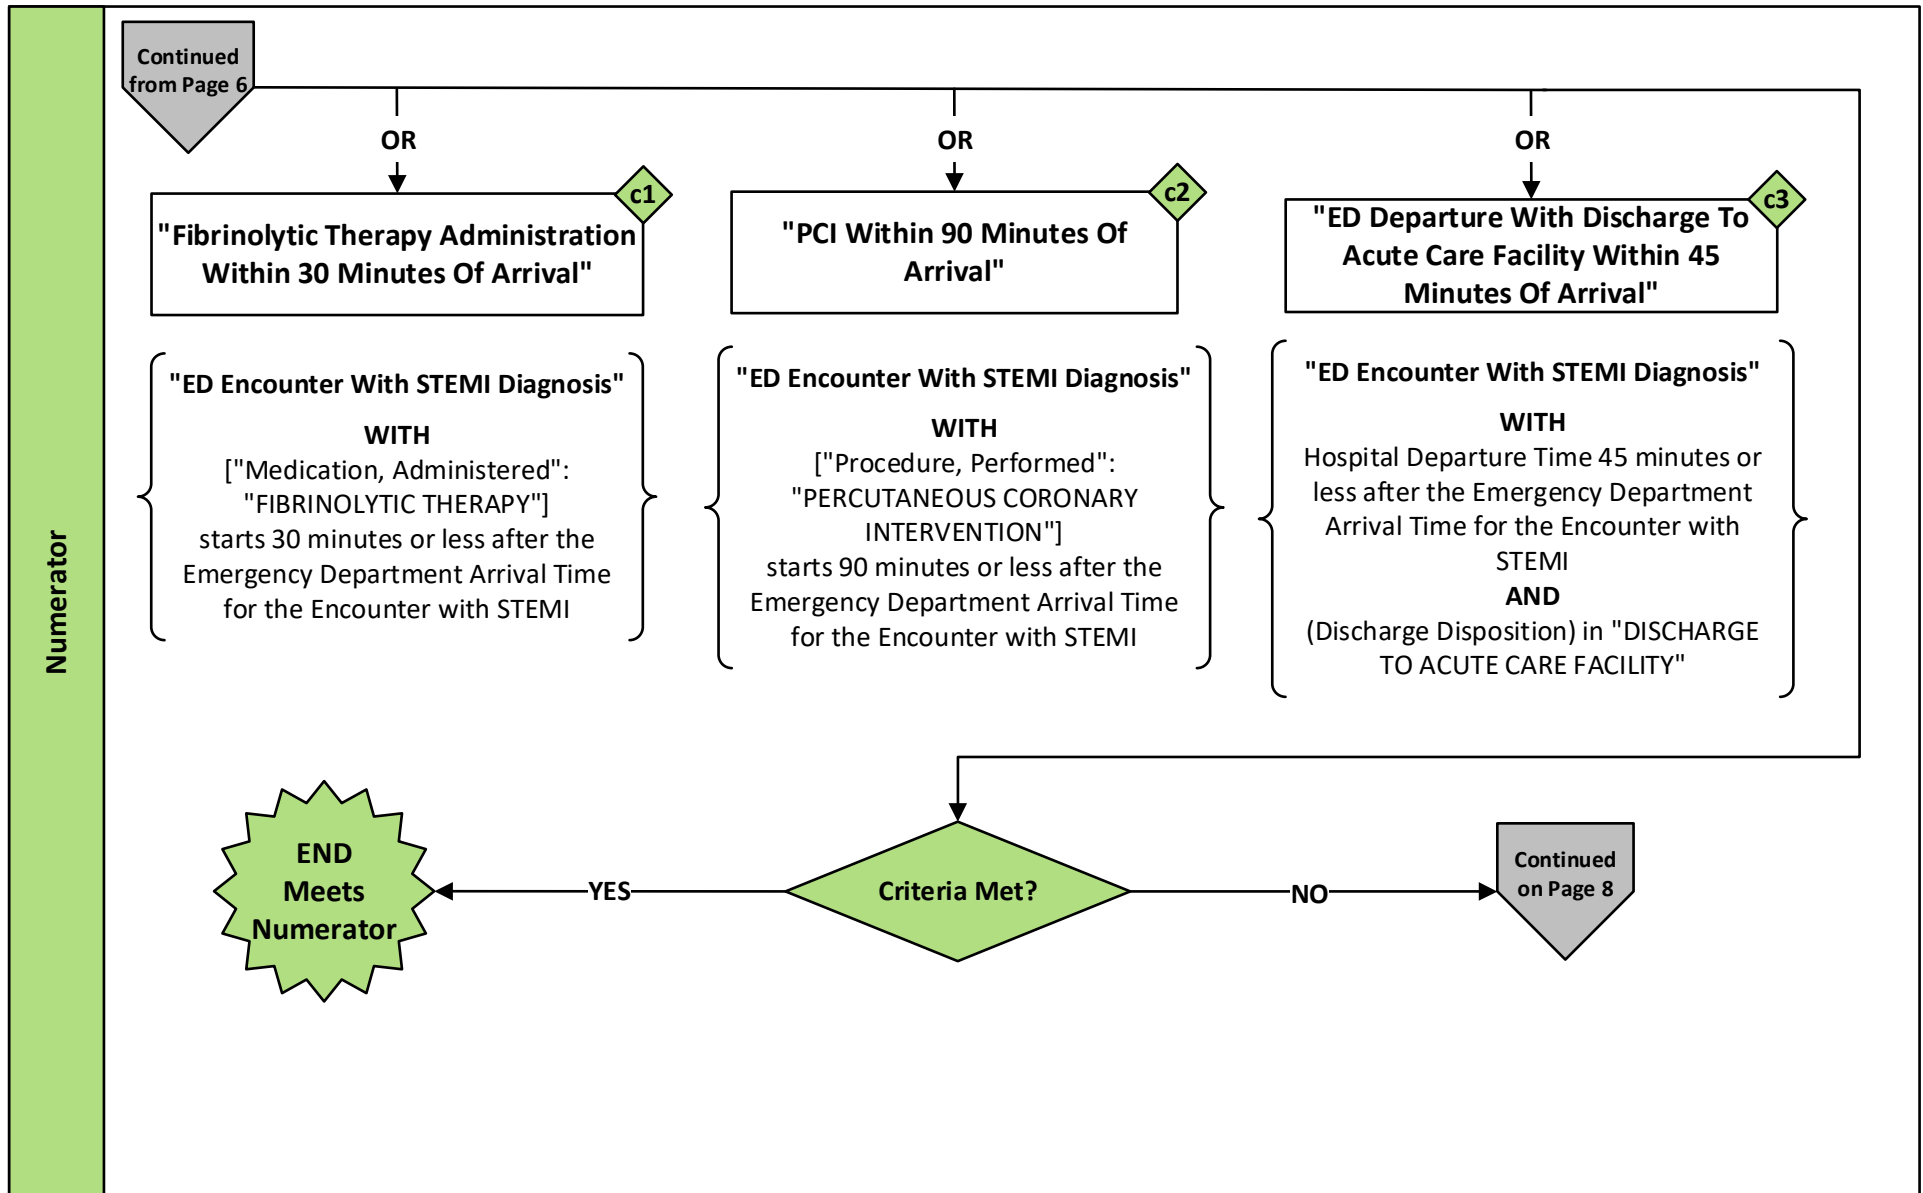 Numerator
Continued
from Page 6
OR
OR
OR
c1
"Fibrinolytic Therapy Administration
Within 30 Minutes Of Arrival"
c2
"PCI Within 90 Minutes Of
Arrival"
c3
"ED Departure With Discharge To
Acute Care Facility Within 45
Minutes Of Arrival"
"ED Encounter With STEMI Diagnosis"
WITH
["Medication, Administered":
"FIBRINOLYTIC THERAPY"]
starts 30 minutes or less after the
Emergency Department Arrival Time
for the Encounter with STEMI
"ED Encounter With STEMI Diagnosis"
WITH
["Procedure, Performed":
"PERCUTANEOUS CORONARY
INTERVENTION"]
starts 90 minutes or less after the
Emergency Department Arrival Time
for the Encounter with STEMI
"ED Encounter With STEMI Diagnosis"
WITH
Hospital Departure Time 45 minutes or
less after the Emergency Department
Arrival Time for the Encounter with
STEMI
AND
(Discharge Disposition) in "DISCHARGE
TO ACUTE CARE FACILITY"
END
Meets
Numerator
YES
Criteria Met?
NO
Continued
on Page 8